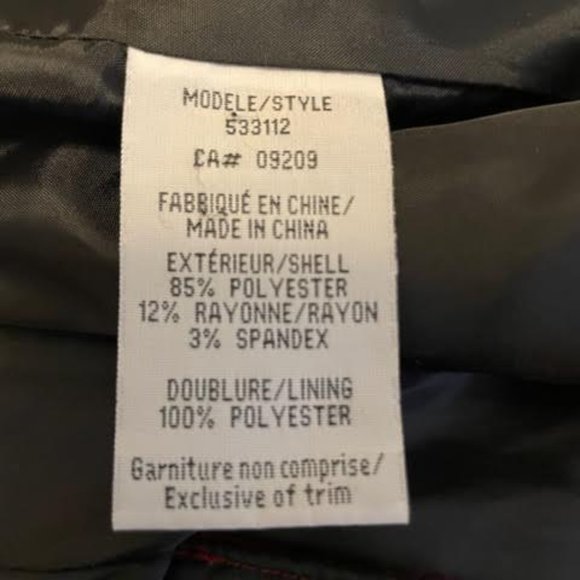 MODELE/STYLE
533112
CA# 09209
FABRIQUÉ EN CHINE/
MADE IN CHINA
EXTÉRIEUR/SHELL
85% POLYESTER
12% RAYONNE/RAYON
3% SPANDEX
DOUBLURE/LINING
100% POLYESTER
Garniture non comprise/
Exclusive of trim